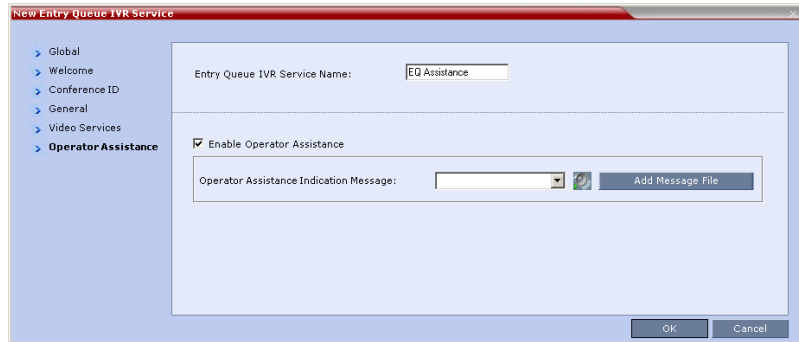 New Entry Queue IVR Service
Global
Welcome
Conference ID
General
Video Services
Operator Assistance
Entry Queue IVR Service Name:
EQ Assistance
Enable Operator Assistance
Operator Assistance Indication Message:
Add Message File
OK
Cancel